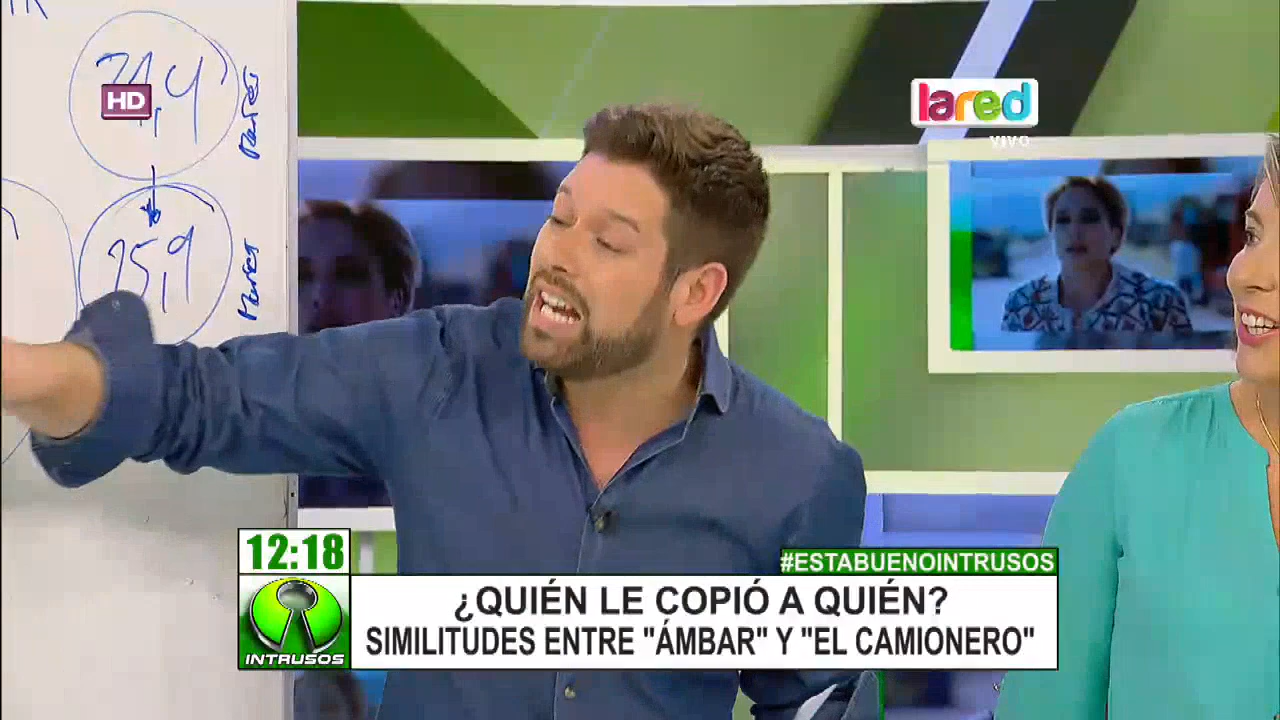 24,4
HD
25,9
Martes
lared
VIVO
12:18
#ESTABUENOINTRUSOS
¿QUIÉN LE COPIÓ A QUIÉN?
SIMILITUDES ENTRE "ÁMBAR" Y "EL CAMIONERO"
INTRUSOS